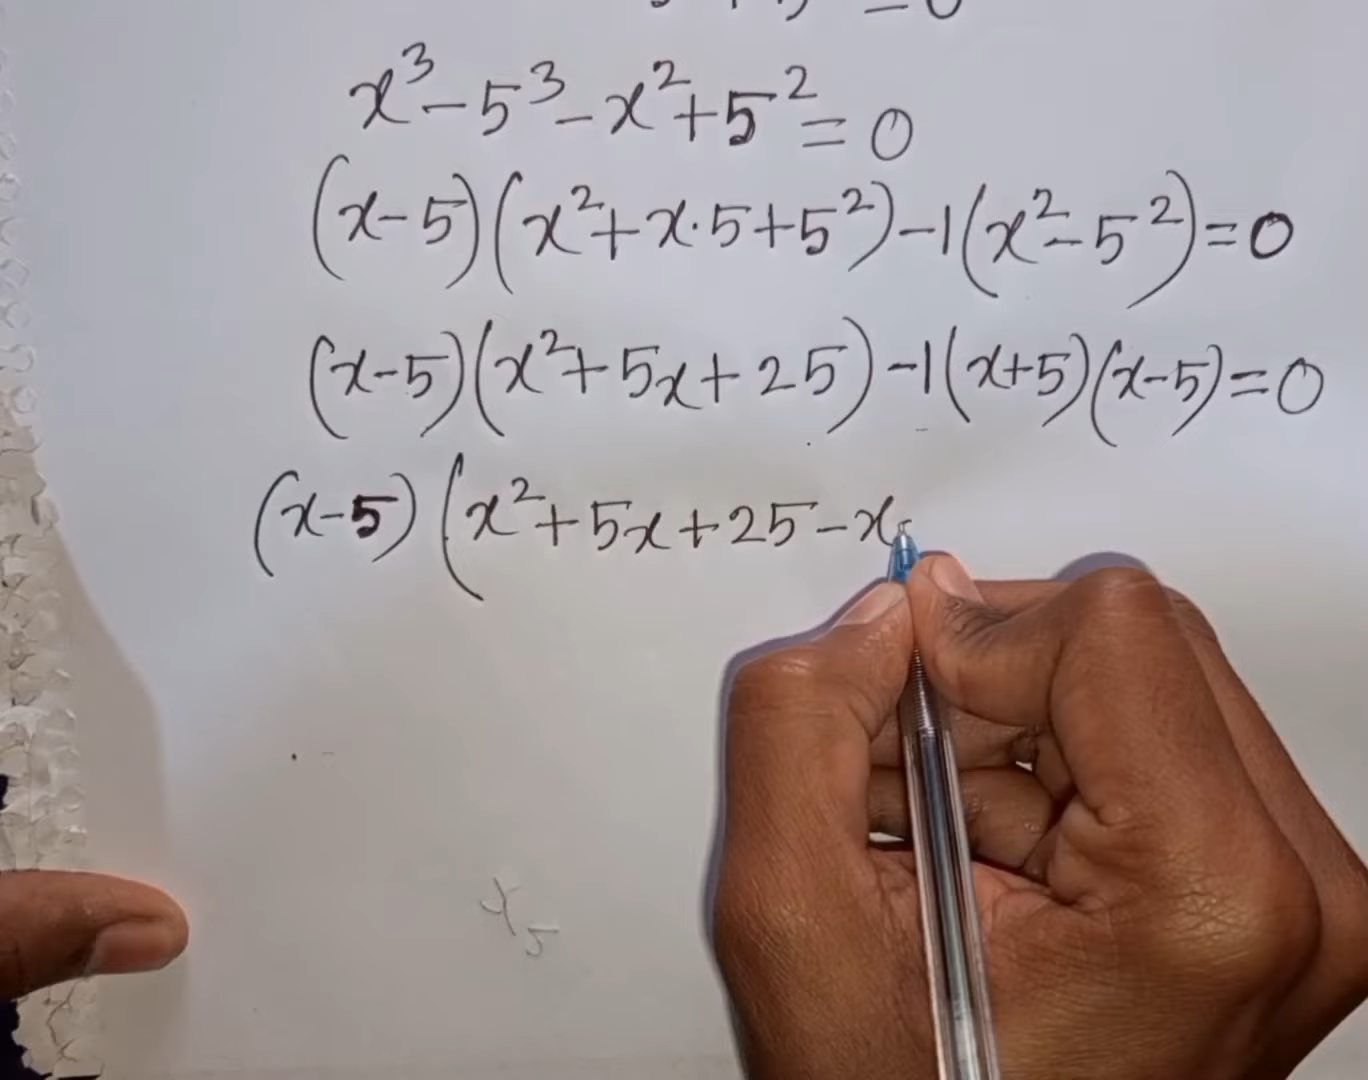 = 0
x³ - 5³ - x² + 5² = 0
(x-5)(x² + x·5 + 5²) - 1(x² - 5²) = 0
(x-5)(x² + 5x + 25) - 1(x+5)(x-5) = 0
(x-5)(x² + 5x + 25 - x